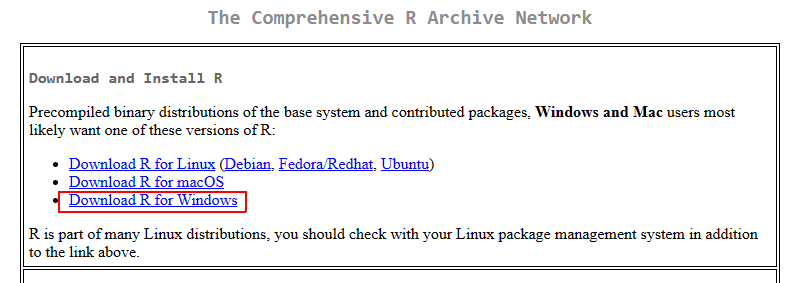 The Comprehensive R Archive Network
Download and Install R
Precompiled binary distributions of the base system and contributed packages, Windows and Mac users most
likely want one of these versions of R:
• Download R for Linux (Debian, Fedora/Redhat, Ubuntu)
• Download R for macOS
• Download R for Windows
R is part of many Linux distributions, you should check with your Linux package management system in addition
to the link above.